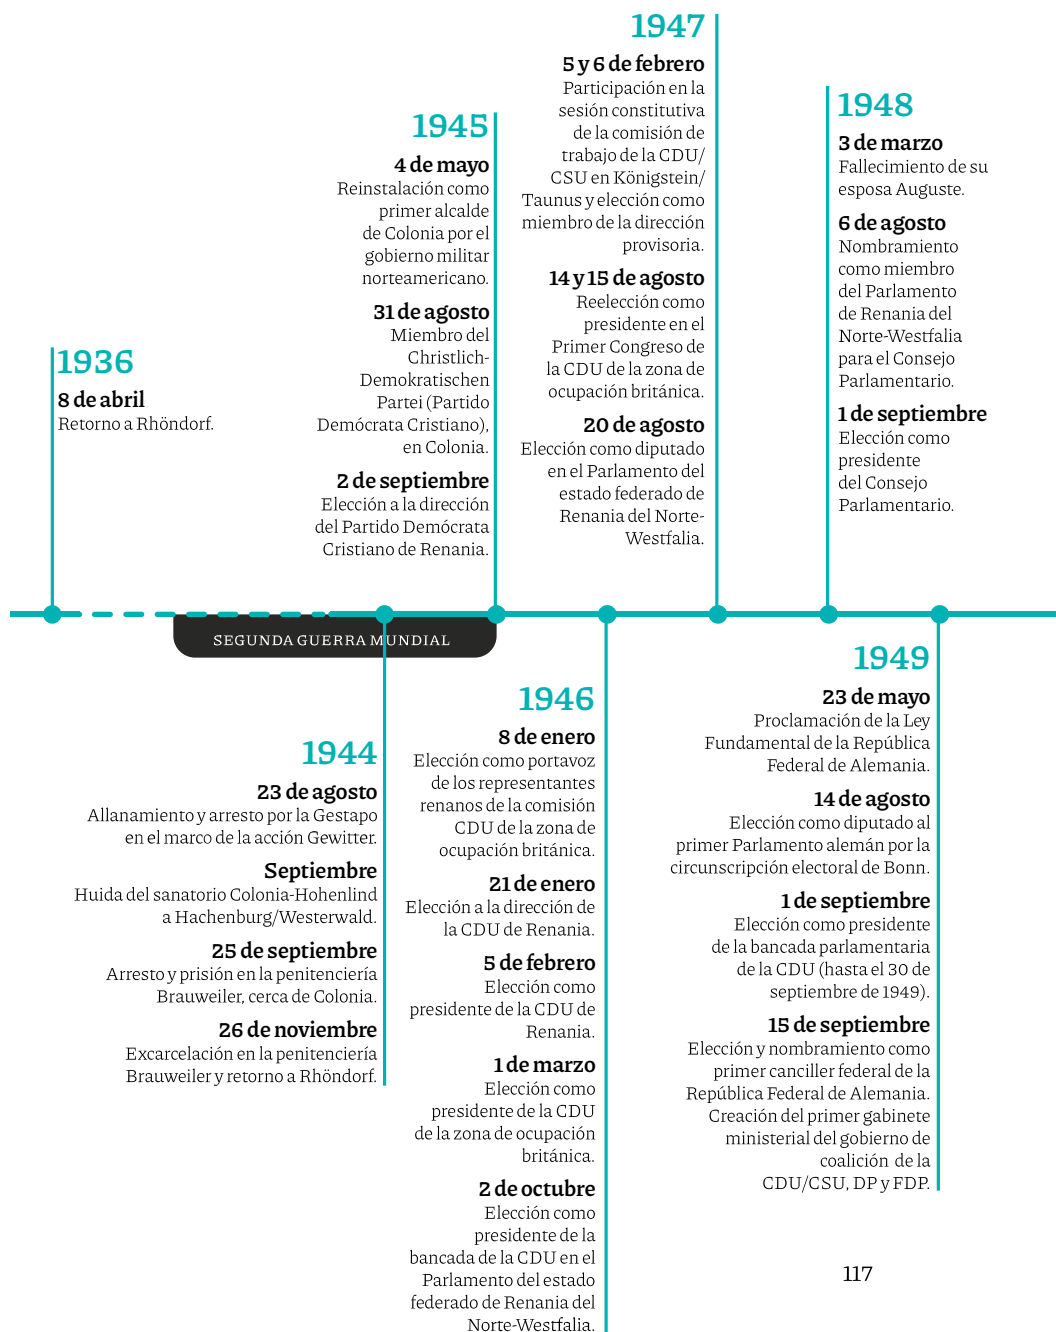 1936
8 de abril
Retorno a Rhöndorf.
SEGUNDA GUERRA MUNDIAL
1944
23 de agosto
Allanamiento y arresto por la Gestapo
en el marco de la acción Gewitter.
Septiembre
Huida del sanatorio Colonia-Hohenlind
a Hachenburg/Westerwald.
25 de septiembre
Arresto y prisión en la penitenciería
Brauweiler, cerca de Colonia.
26 de noviembre
Excarcelación en la penitenciería
Brauweiler y retorno a Rhöndorf.
1945
4 de mayo
Reinstalación como
primer alcalde
de Colonia por el
gobierno militar
norteamericano.
31 de agosto
Miembro del
Christlich-
Demokratischen
Partei (Partido
Demócrata Cristiano),
en Colonia.
2 de septiembre
Elección a la dirección
del Partido Demócrata
Cristiano de Renania.
1946
8 de enero
Elección como portavoz
de los representantes
renanos de la comisión
CDU de la zona de
ocupación británica.
21 de enero
Elección a la dirección de
la CDU de Renania.
5 de febrero
Elección como
presidente de la CDU de
Renania.
1 de marzo
Elección como
presidente de la CDU
de la zona de ocupación
británica.
2 de octubre
Elección como
presidente de la
bancada de la CDU en el
Parlamento del estado
federado de Renania del
Norte-Westfalia.
1947
5 y 6 de febrero
Participación en la
sesión constitutiva
de la comisión de
trabajo de la CDU/
CSU en Königstein/
Taunus y elección como
miembro de la dirección
provisoria.
14 y 15 de agosto
Reelección como
presidente en el
Primer Congreso de
la CDU de la zona de
ocupación británica.
20 de agosto
Elección como diputado
en el Parlamento del
estado federado de
Renania del Norte-
Westfalia.
1948
3 de marzo
Fallecimiento de su
esposa Auguste.
6 de agosto
Nombramiento
como miembro
del Parlamento
de Renania del
Norte-Westfalia
para el Consejo
Parlamentario.
1 de septiembre
Elección como
presidente
del Consejo
Parlamentario.
1949
23 de mayo
Proclamación de la Ley
Fundamental de la República
Federal de Alemania.
14 de agosto
Elección como diputado al
primer Parlamento alemán por la
circunscripción electoral de Bonn.
1 de septiembre
Elección como presidente
de la bancada parlamentaria
de la CDU (hasta el 30 de
septiembre de 1949).
15 de septiembre
Elección y nombramiento como
primer canciller federal de la
República Federal de Alemania.
Creación del primer gabinete
ministerial del gobierno de
coalición de la
CDU/CSU, DP y FDP.
117